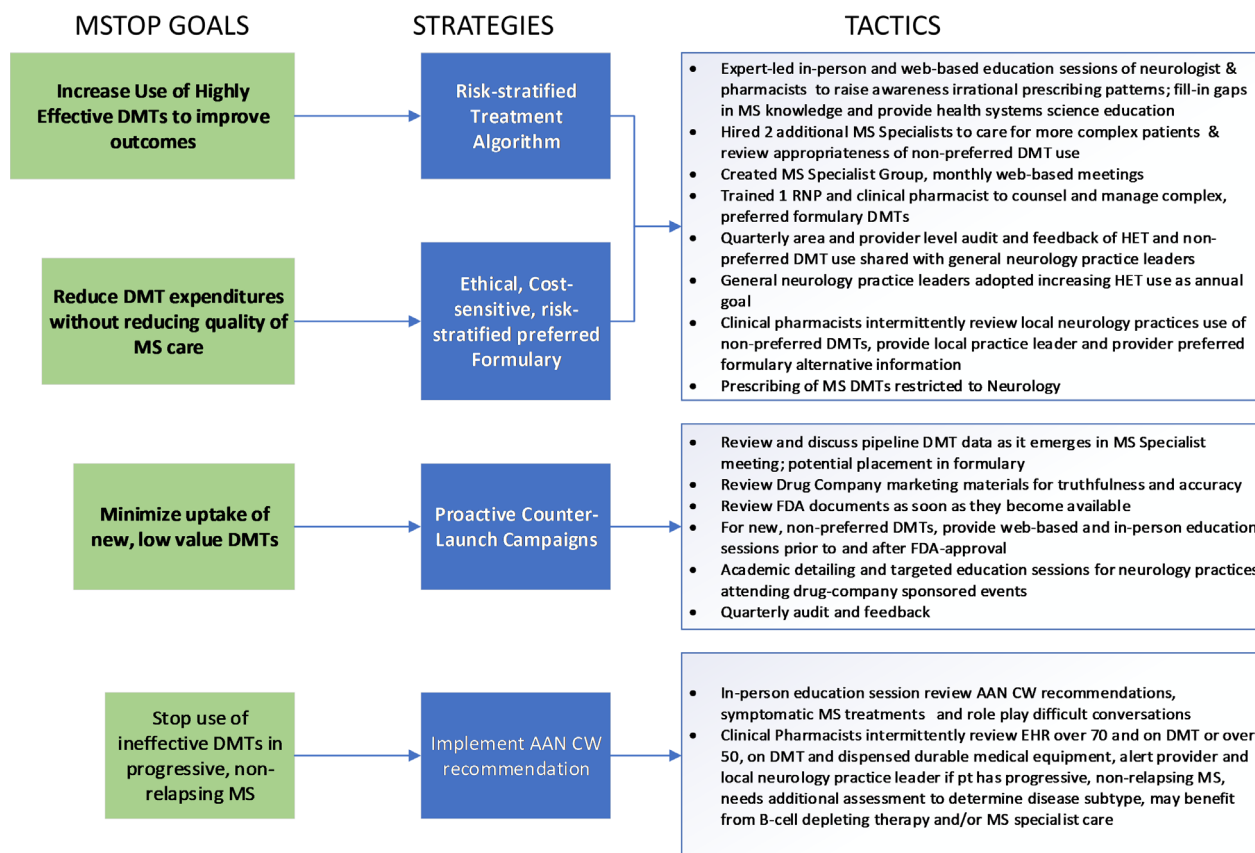 MSTOP GOALS
STRATEGIES
TACTICS
Increase Use of Highly
Effective DMTs to improve
outcomes
Risk-stratified
Treatment
Algorithm
• Expert-led in-person and web-based education sessions of neurologist &
pharmacists to raise awareness irrational prescribing patterns; fill-in gaps
in MS knowledge and provide health systems science education
• Hired 2 additional MS Specialists to care for more complex patients &
review appropriateness of non-preferred DMT use
• Created MS Specialist Group, monthly web-based meetings
• Trained 1 RNP and clinical pharmacist to counsel and manage complex,
preferred formulary DMTs
• Quarterly area and provider level audit and feedback of HET and non-
preferred DMT use shared with general neurology practice leaders
• General neurology practice leaders adopted increasing HET use as annual
goal
• Clinical pharmacists intermittently review local neurology practices use of
non-preferred DMTs, provide local practice leader and provider preferred
formulary alternative information
• Prescribing of MS DMTs restricted to Neurology
Reduce DMT expenditures
without reducing quality of
MS care
Ethical, Cost-
sensitive, risk-
stratified preferred
Formulary
Minimize uptake of
new, low value DMTs
Proactive Counter-
Launch Campaigns
• Review and discuss pipeline DMT data as it emerges in MS Specialist
meeting; potential placement in formulary
• Review Drug Company marketing materials for truthfulness and accuracy
• Review FDA documents as soon as they become available
• For new, non-preferred DMTs, provide web-based and in-person education
sessions prior to and after FDA-approval
• Academic detailing and targeted education sessions for neurology practices
attending drug-company sponsored events
• Quarterly audit and feedback
Stop use of
ineffective DMTs in
progressive, non-
relapsing MS
Implement AAN CW
recommendation
• In-person education session review AAN CW recommendations,
symptomatic MS treatments and role play difficult conversations
• Clinical Pharmacists intermittently review EHR over 70 and on DMT or over
50, on DMT and dispensed durable medical equipment, alert provider and
local neurology practice leader if pt has progressive, non-relapsing MS,
needs additional assessment to determine disease subtype, may benefit
from B-cell depleting therapy and/or MS specialist care